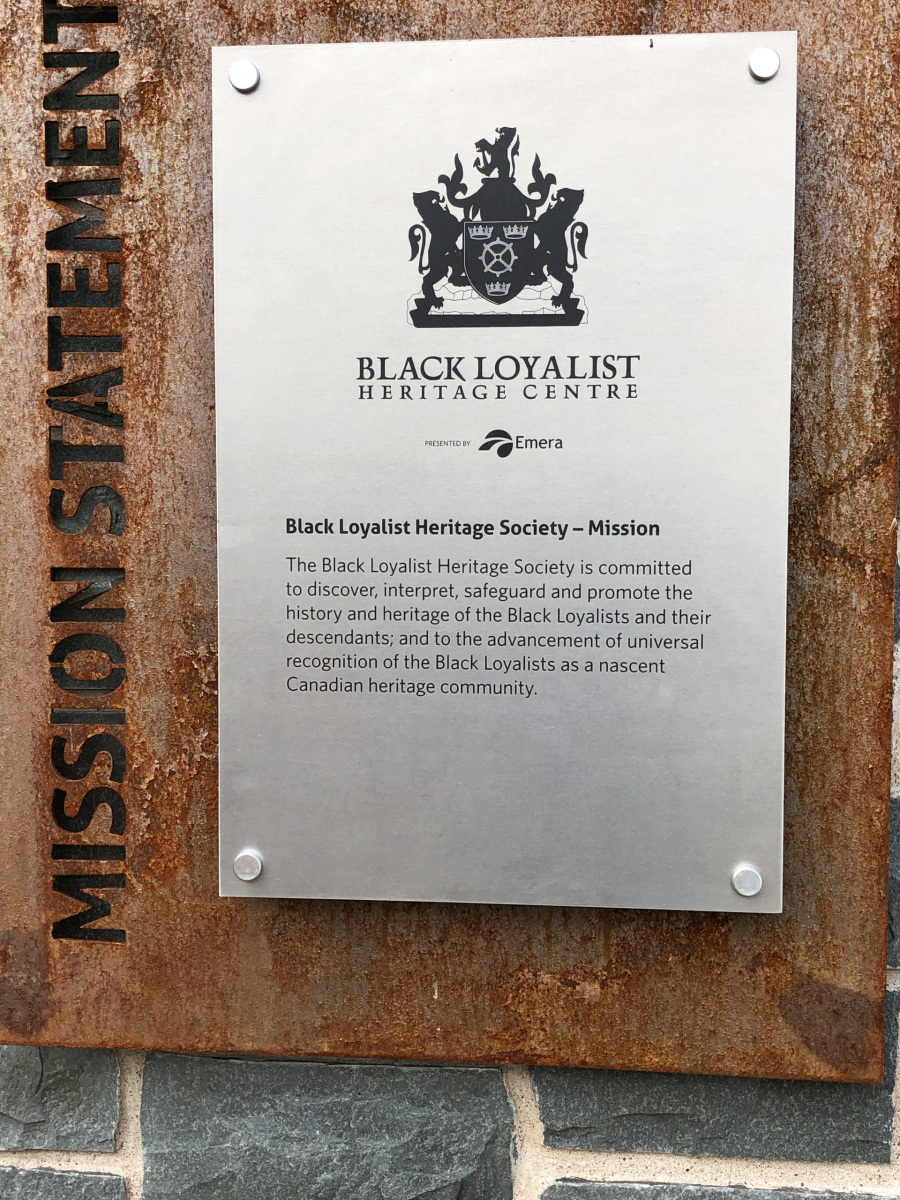 MISSION STATEMENT
BLACK LOYALIST
HERITAGE CENTRE
PRESENTED BY Emera
Black Loyalist Heritage Society – Mission
The Black Loyalist Heritage Society is committed
to discover, interpret, safeguard and promote the
history and heritage of the Black Loyalists and their
descendants; and to the advancement of universal
recognition of the Black Loyalists as a nascent
Canadian heritage community.